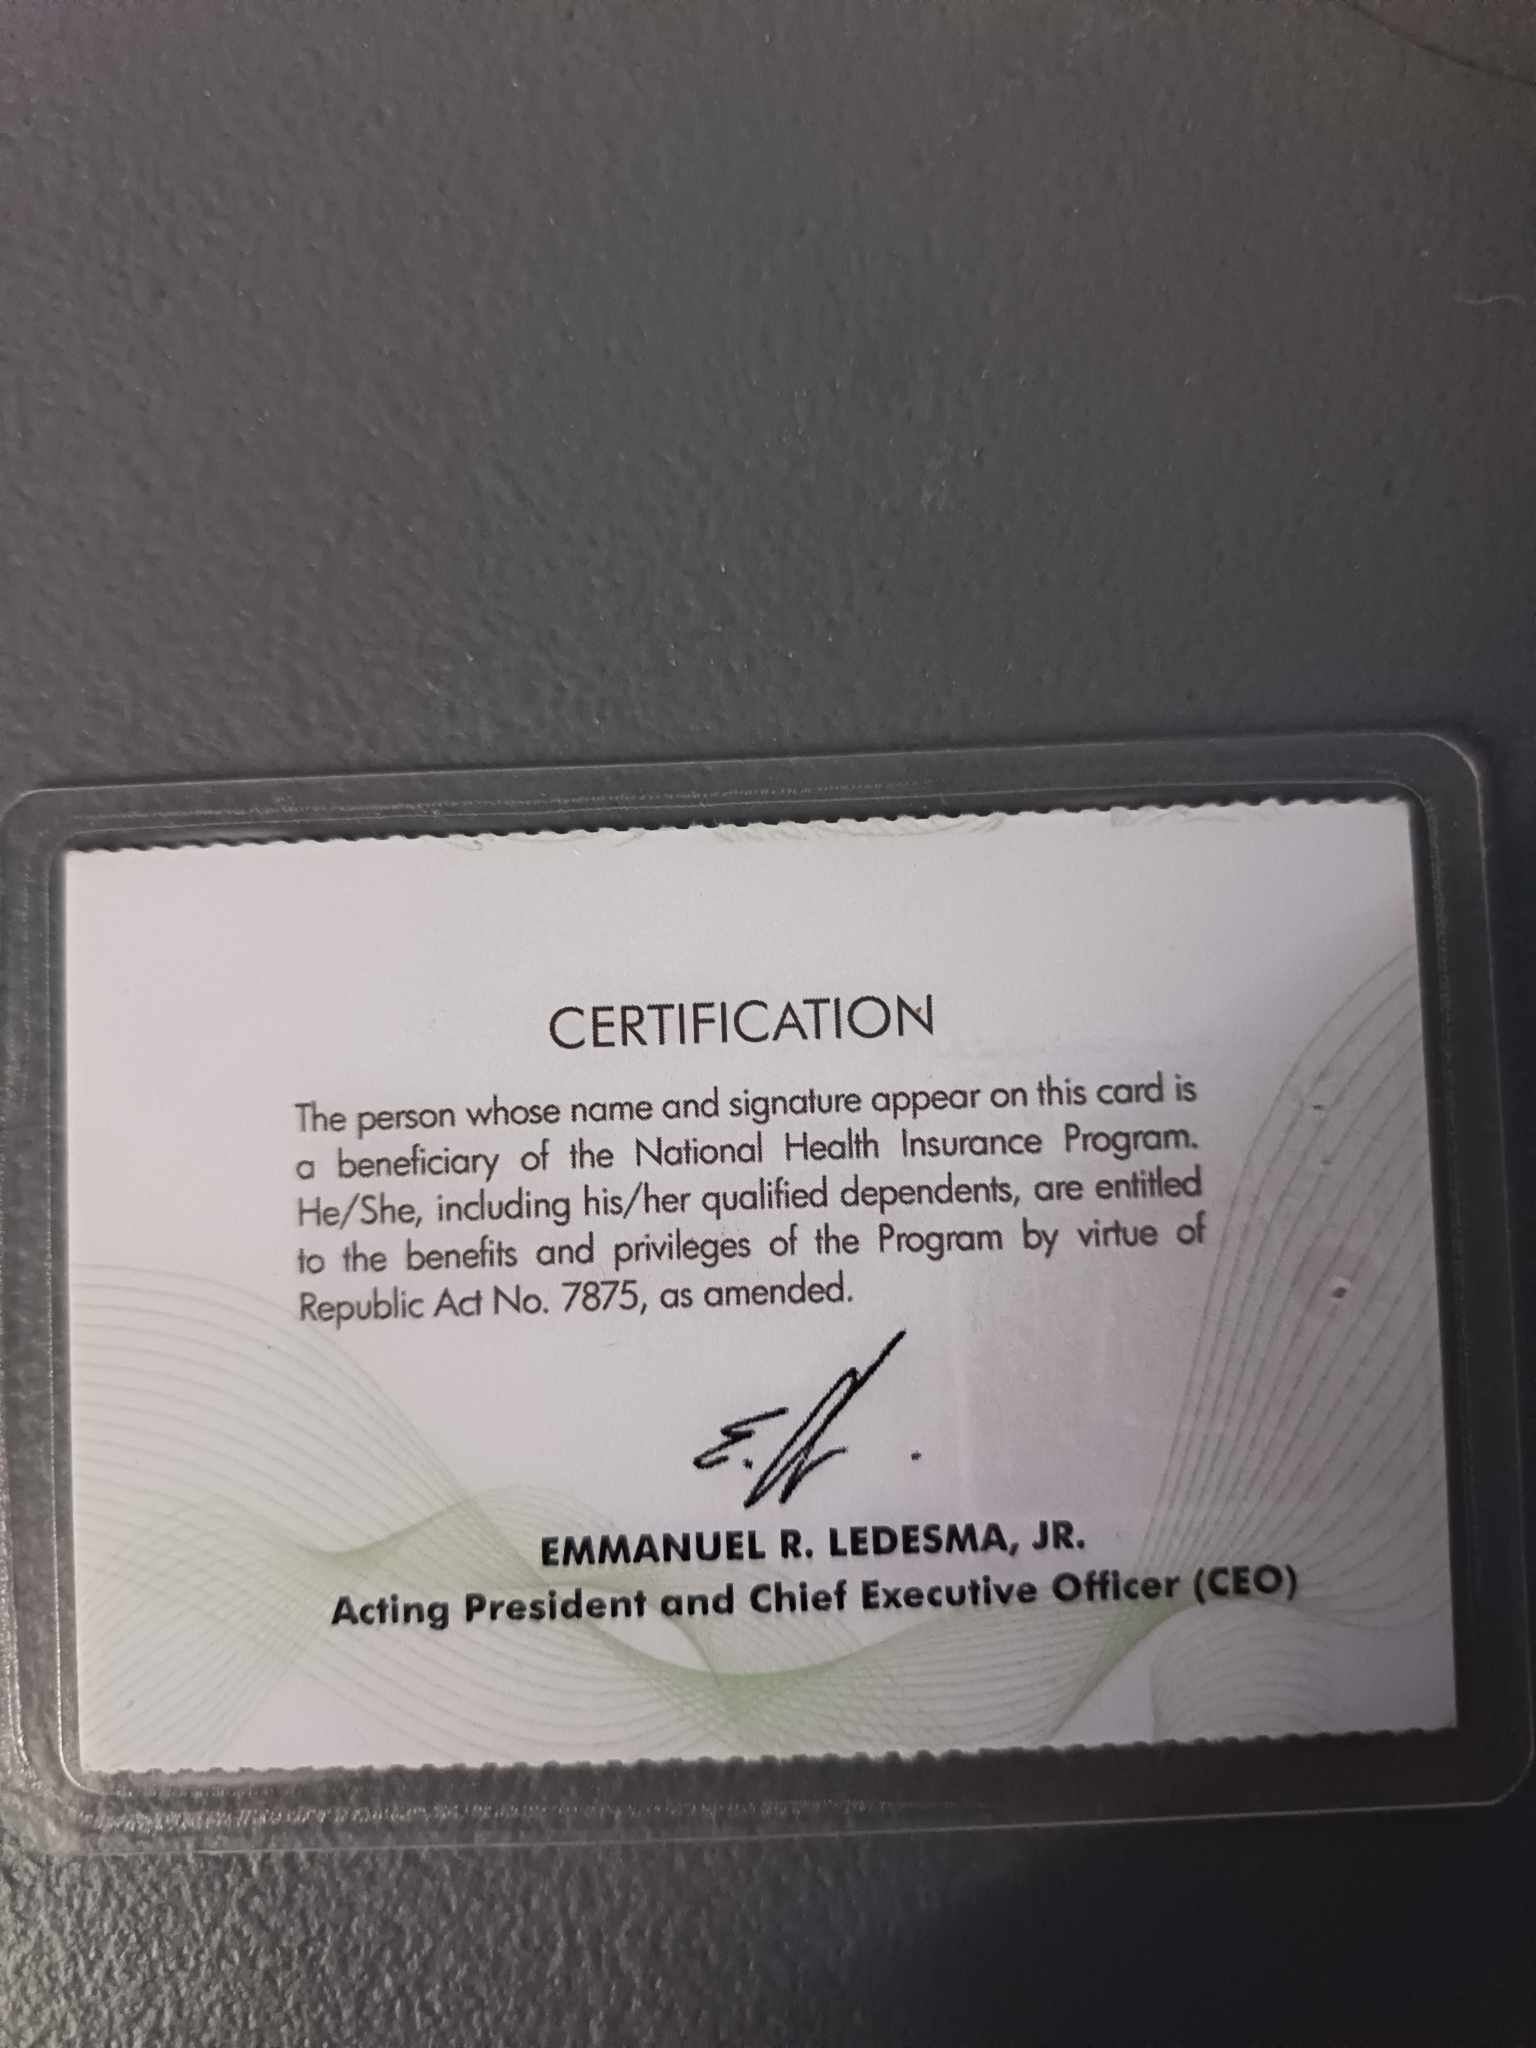 CERTIFICATION
The person whose name and signature appear on this card is
a beneficiary of the National Health Insurance Program.
He/She, including his/her qualified dependents, are entitled
to the benefits and privileges of the Program by virtue of
Republic Act No. 7875, as amended.
EMMANUEL R. LEDESMA, JR.
Acting President and Chief Executive Officer (CEO)